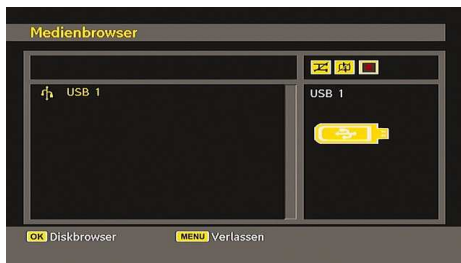 Medienbrowser
USB 1
USB 1
OK Diskbrowser
MENU Verlassen